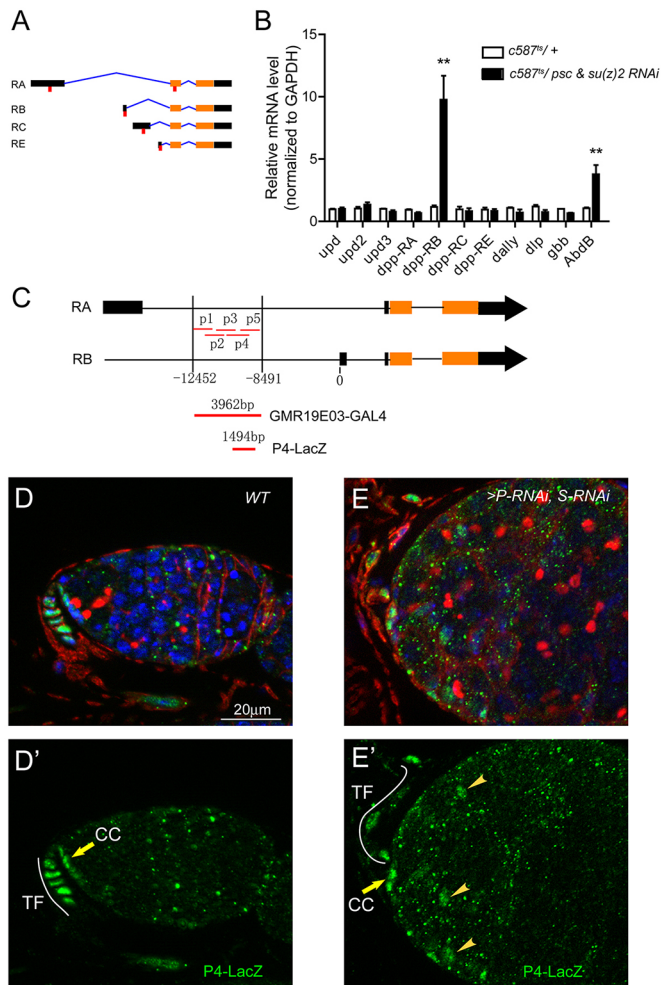 A
RA
RB
RC
RE
B
Relative mRNA level
(normalized to GAPDH)
15
10
5
0
c587ts/ +
c587ts/ psc & su(z)2 RNAi
**
**
upd
upd2
upd3
dpp-RA
dpp-RB
dpp-RC
dpp-RE
dally
dlp
gbb
AbdB
C
RA
p1 p3 p5
p2 p4
RB
-12452 -8491 0
3962bp
GMR19E03-GAL4
1494bp
P4-LacZ
D
WT
20μm
E
>P-RNAi, S-RNAi
D'
CC
TF
P4-LacZ
E'
TF
CC
P4-LacZ